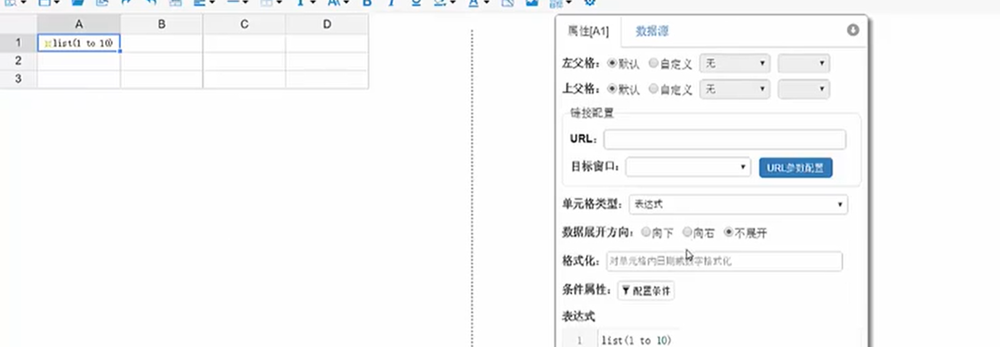 A B C D
1 list(1 to 10)
2
3
属性[A1] 数据源
左父格: 默认 自定义 无
上父格: 默认 自定义 无
链接配置
URL:
目标窗口: URL参数配置
单元格类型: 表达式
数据展开方向: 向下 向右 不展开
格式化: 对单元格内日期或数字格式化
条件属性: 配置条件
表达式
1 list(1 to 10)